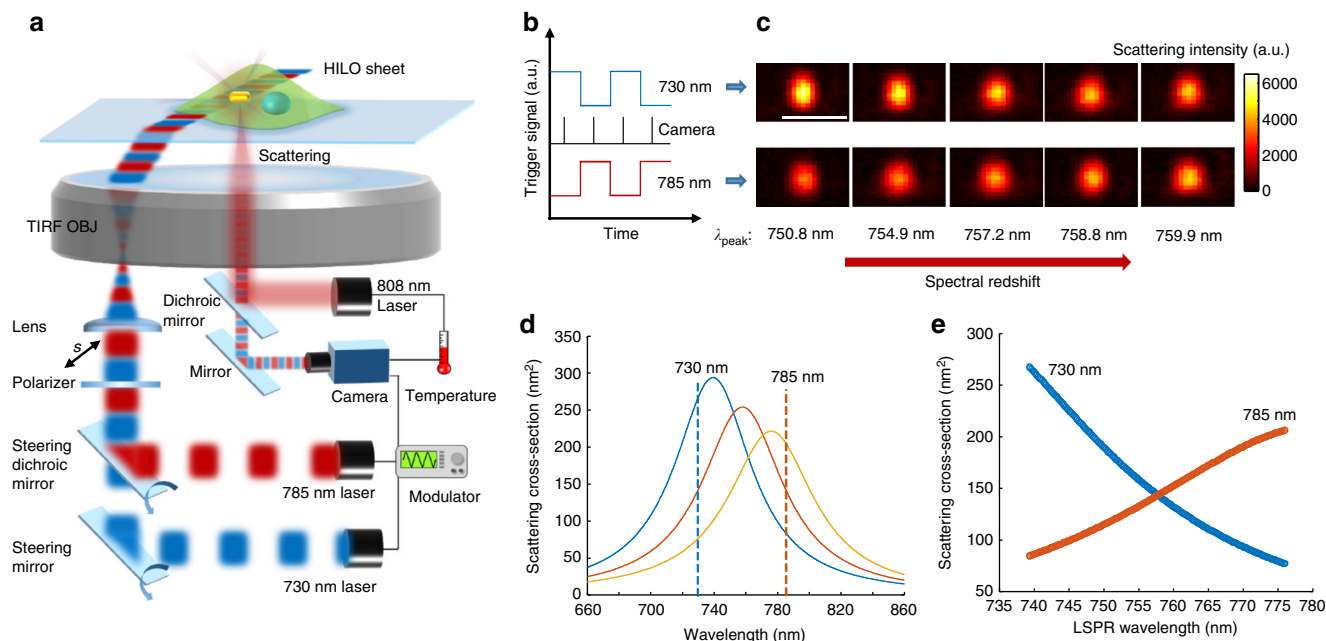 a
HILO sheet
Scattering
TIRF OBJ
Dichroic
mirror
808 nm
Laser
Lens
s
Polarizer
Mirror
Camera
Temperature
Steering
dichroic
mirror
785 nm laser
Modulator
Steering
mirror
730 nm laser
b
Trigger signal (a.u.)
730 nm
Camera
785 nm
Time
c
Scattering intensity (a.u.)
6000
4000
2000
0
λpeak: 750.8 nm 754.9 nm 757.2 nm 758.8 nm 759.9 nm
Spectral redshift
d
Scattering cross-section (nm²)
350
300
250
200
150
100
50
0
730 nm
785 nm
660 700 740 780 820 860
Wavelength (nm)
e
Scattering cross-section (nm²)
300
250
200
150
100
50
730 nm
785 nm
735 740 745 750 755 760 765 770 775 780
LSPR wavelength (nm)